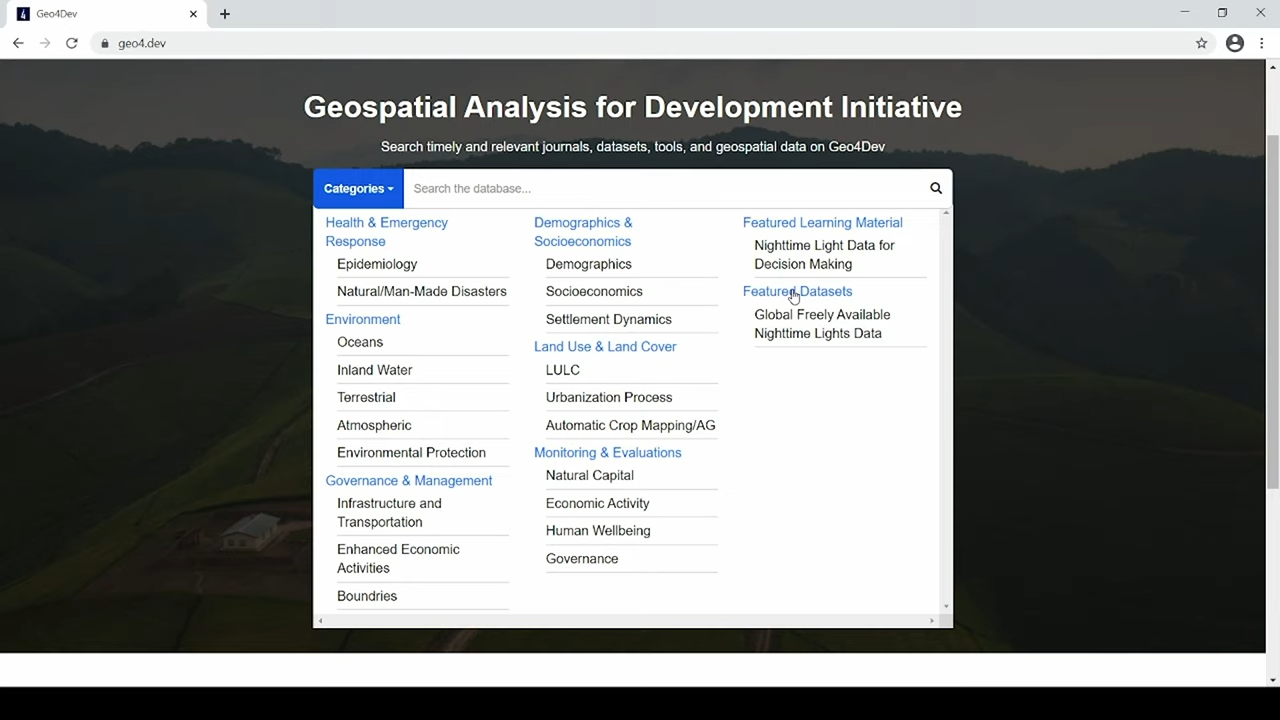 Geo4Dev
geo4.dev
Geospatial Analysis for Development Initiative
Search timely and relevant journals, datasets, tools, and geospatial data on Geo4Dev
Categories
Search the database...
Health & Emergency
Response
Epidemiology
Natural/Man-Made Disasters
Environment
Oceans
Inland Water
Terrestrial
Atmospheric
Environmental Protection
Governance & Management
Infrastructure and
Transportation
Enhanced Economic
Activities
Boundries
Demographics &
Socioeconomics
Demographics
Socioeconomics
Settlement Dynamics
Land Use & Land Cover
LULC
Urbanization Process
Automatic Crop Mapping/AG
Monitoring & Evaluations
Natural Capital
Economic Activity
Human Wellbeing
Governance
Featured Learning Material
Nighttime Light Data for
Decision Making
Featured Datasets
Global Freely Available
Nighttime Lights Data